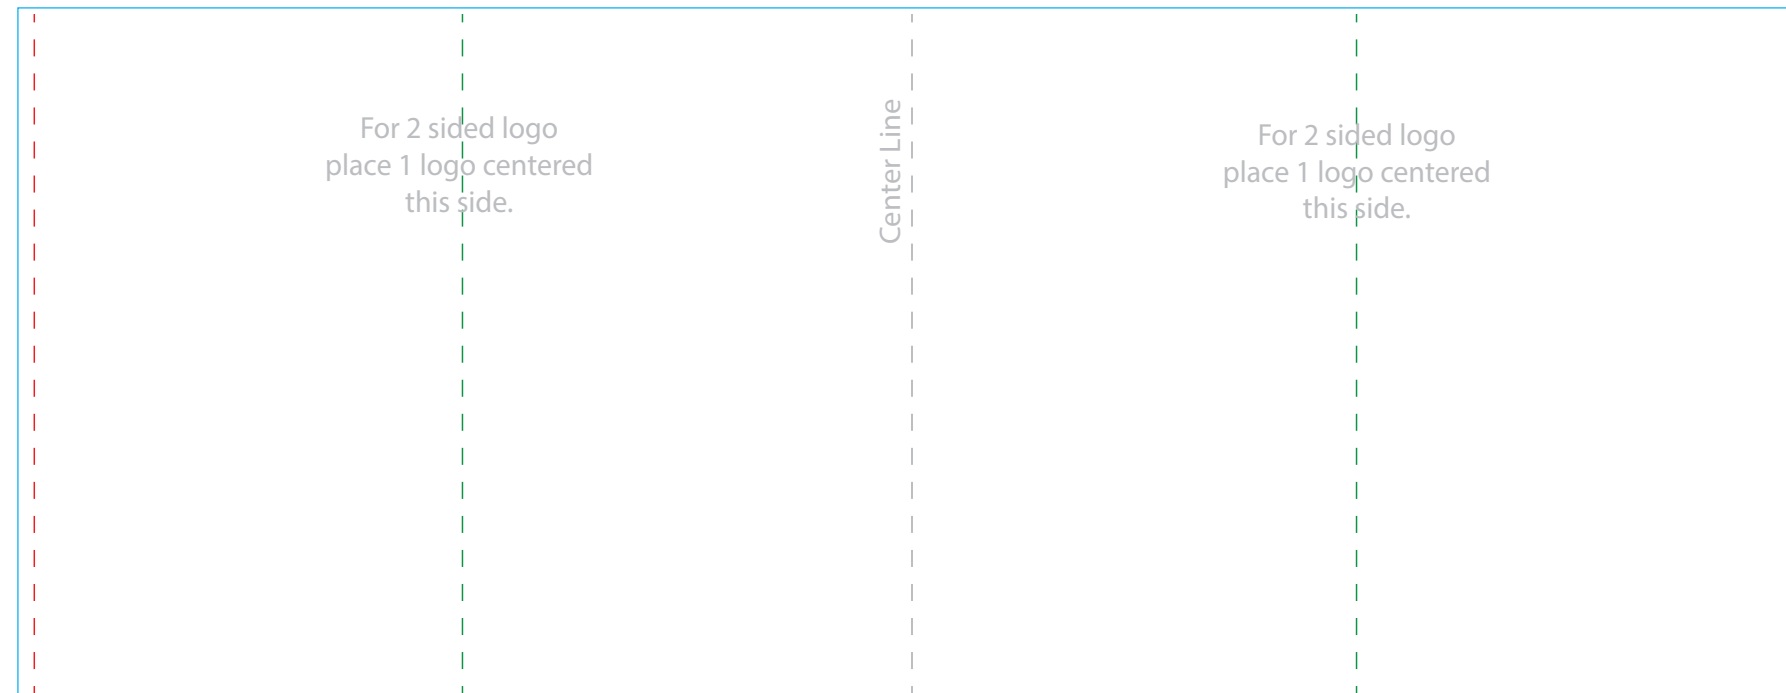 For 2 sided logo
place 1 logo centered
this side.
Center Line
For 2 sided logo
place 1 logo centered
this side.